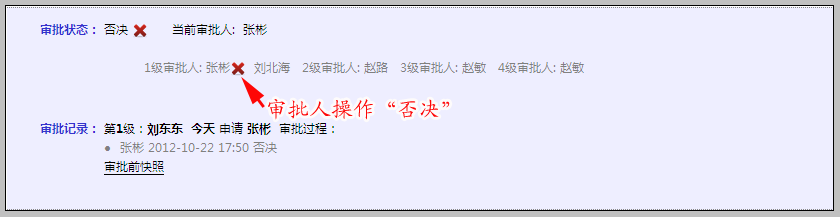 审批状态： 否决 当前审批人: 张彬
1级审批人: 张彬 刘北海 2级审批人: 赵路 3级审批人: 赵敏 4级审批人: 赵敏
审批人操作“否决”
审批记录： 第1级：刘东东 今天 申请 张彬 审批过程：
● 张彬 2012-10-22 17:50 否决
审批前快照